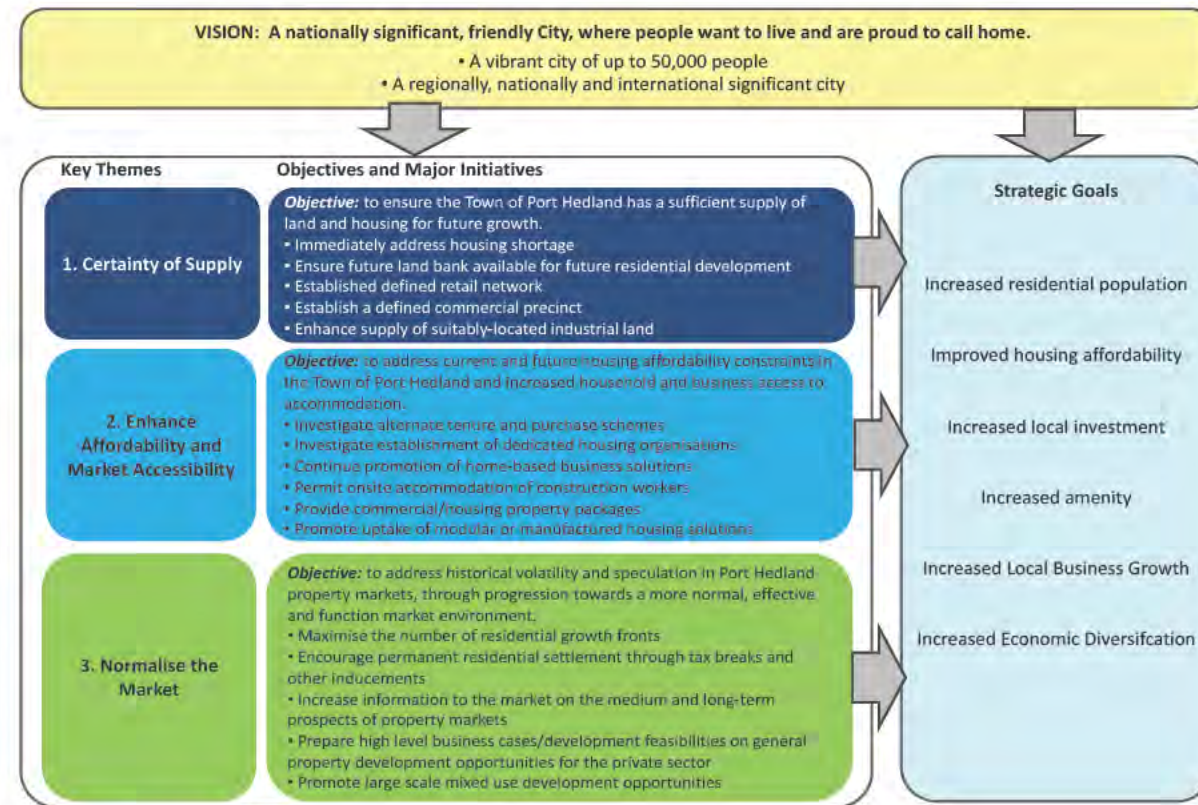 VISION: A nationally significant, friendly City, where people want to live and are proud to call home.
• A vibrant city of up to 50,000 people
• A regionally, nationally and international significant city
Key Themes
Objectives and Major Initiatives
1. Certainty of Supply
Objective: to ensure the Town of Port Hedland has a sufficient supply of
land and housing for future growth.
• Immediately address housing shortage
• Ensure future land bank available for future residential development
• Established defined retail network
• Establish a defined commercial precinct
• Enhance supply of suitably-located industrial land
2. Enhance
Affordability and
Market Accessibility
Objective: to address current and future housing affordability constraints in
the Town of Port Hedland and increased household and business access to
accommodation.
• Investigate alternate tenure and purchase schemes
• Investigate establishment of dedicated housing organisations
• Continue promotion of home-based business solutions
• Permit onsite accommodation of construction workers
• Provide commercial/housing property packages
• Promote uptake of modular or manufactured housing solutions
3. Normalise the
Market
Objective: to address historical volatility and speculation in Port Hedland
property markets, through progression towards a more normal, effective
and function market environment.
• Maximise the number of residential growth fronts
• Encourage permanent residential settlement through tax breaks and
other inducements
• Increase information to the market on the medium and long-term
prospects of property markets
• Prepare high level business cases/development feasibilities on general
property development opportunities for the private sector
• Promote large scale mixed use development opportunities
Strategic Goals
Increased residential population
Improved housing affordability
Increased local investment
Increased amenity
Increased Local Business Growth
Increased Economic Diversifcation